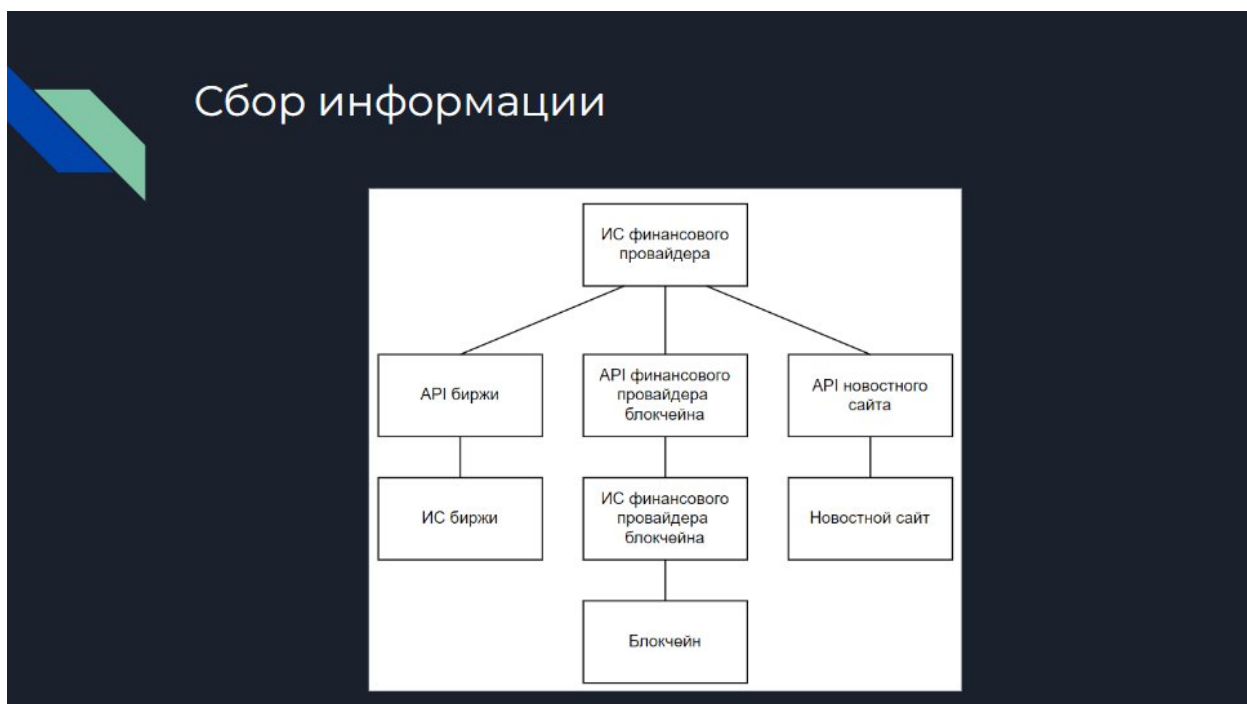 Сбор информации
ИС финансового
провайдера
API биржи
API финансового
провайдера
блокчейна
API новостного
сайта
ИС биржи
ИС финансового
провайдера
блокчейна
Новостной сайт
Блокчейн